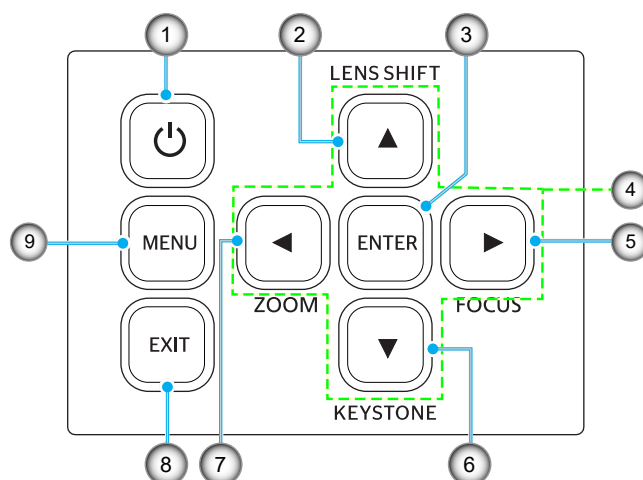 1
2
3
LENS SHIFT
4
9
MENU
ENTER
5
ZOOM
FOCUS
EXIT
KEYSTONE
8
7
6